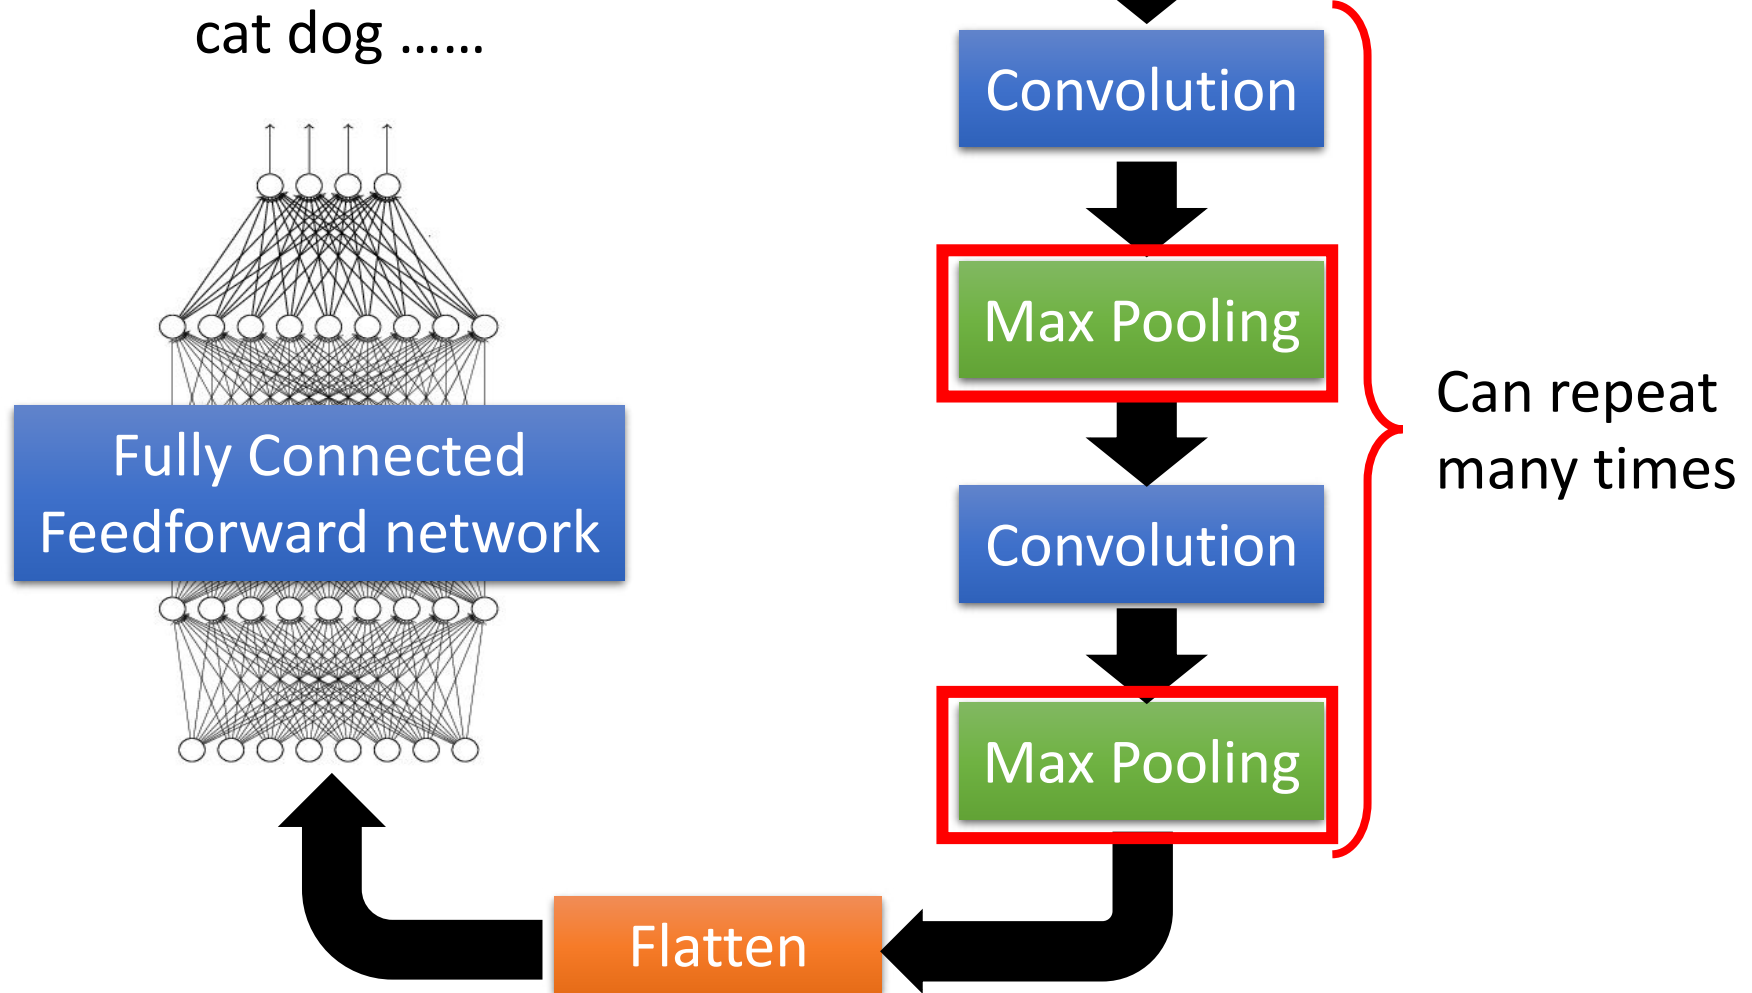 cat dog ……
Convolution
Max Pooling
Can repeat
many times
Fully Connected
Feedforward network
Convolution
Max Pooling
Flatten